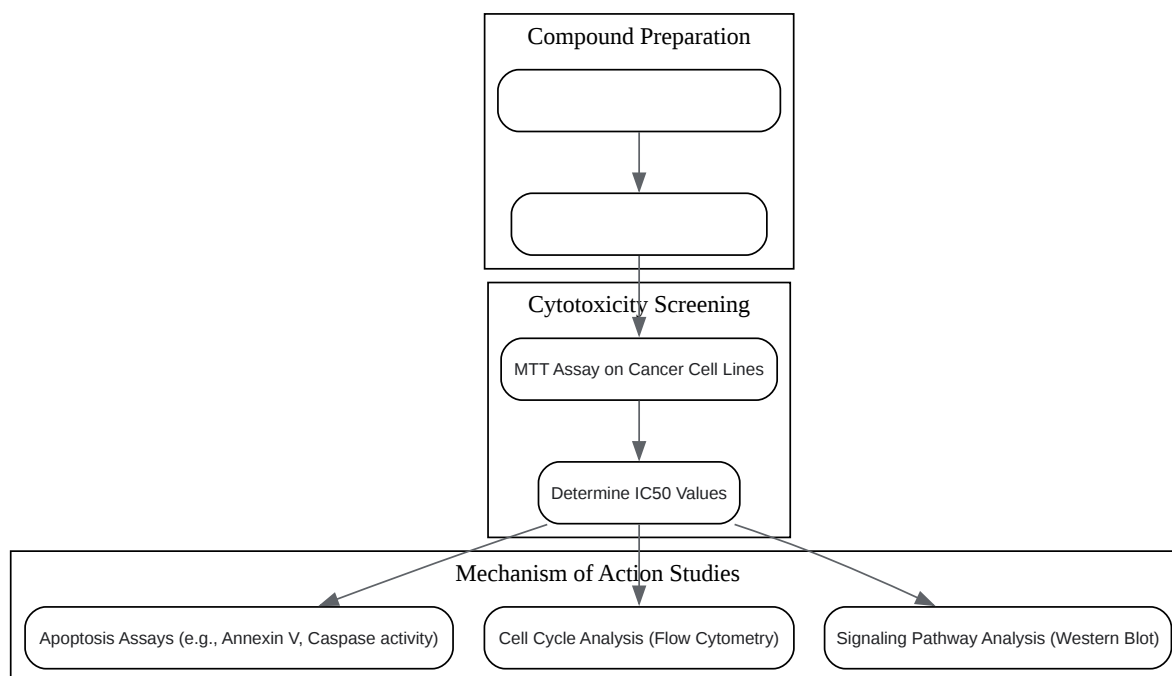 Compound Preparation
Cytotoxicity Screening
MTT Assay on Cancer Cell Lines
Determine IC50 Values
Mechanism of Action Studies
Apoptosis Assays (e.g., Annexin V, Caspase activity)
Cell Cycle Analysis (Flow Cytometry)
Signaling Pathway Analysis (Western Blot)